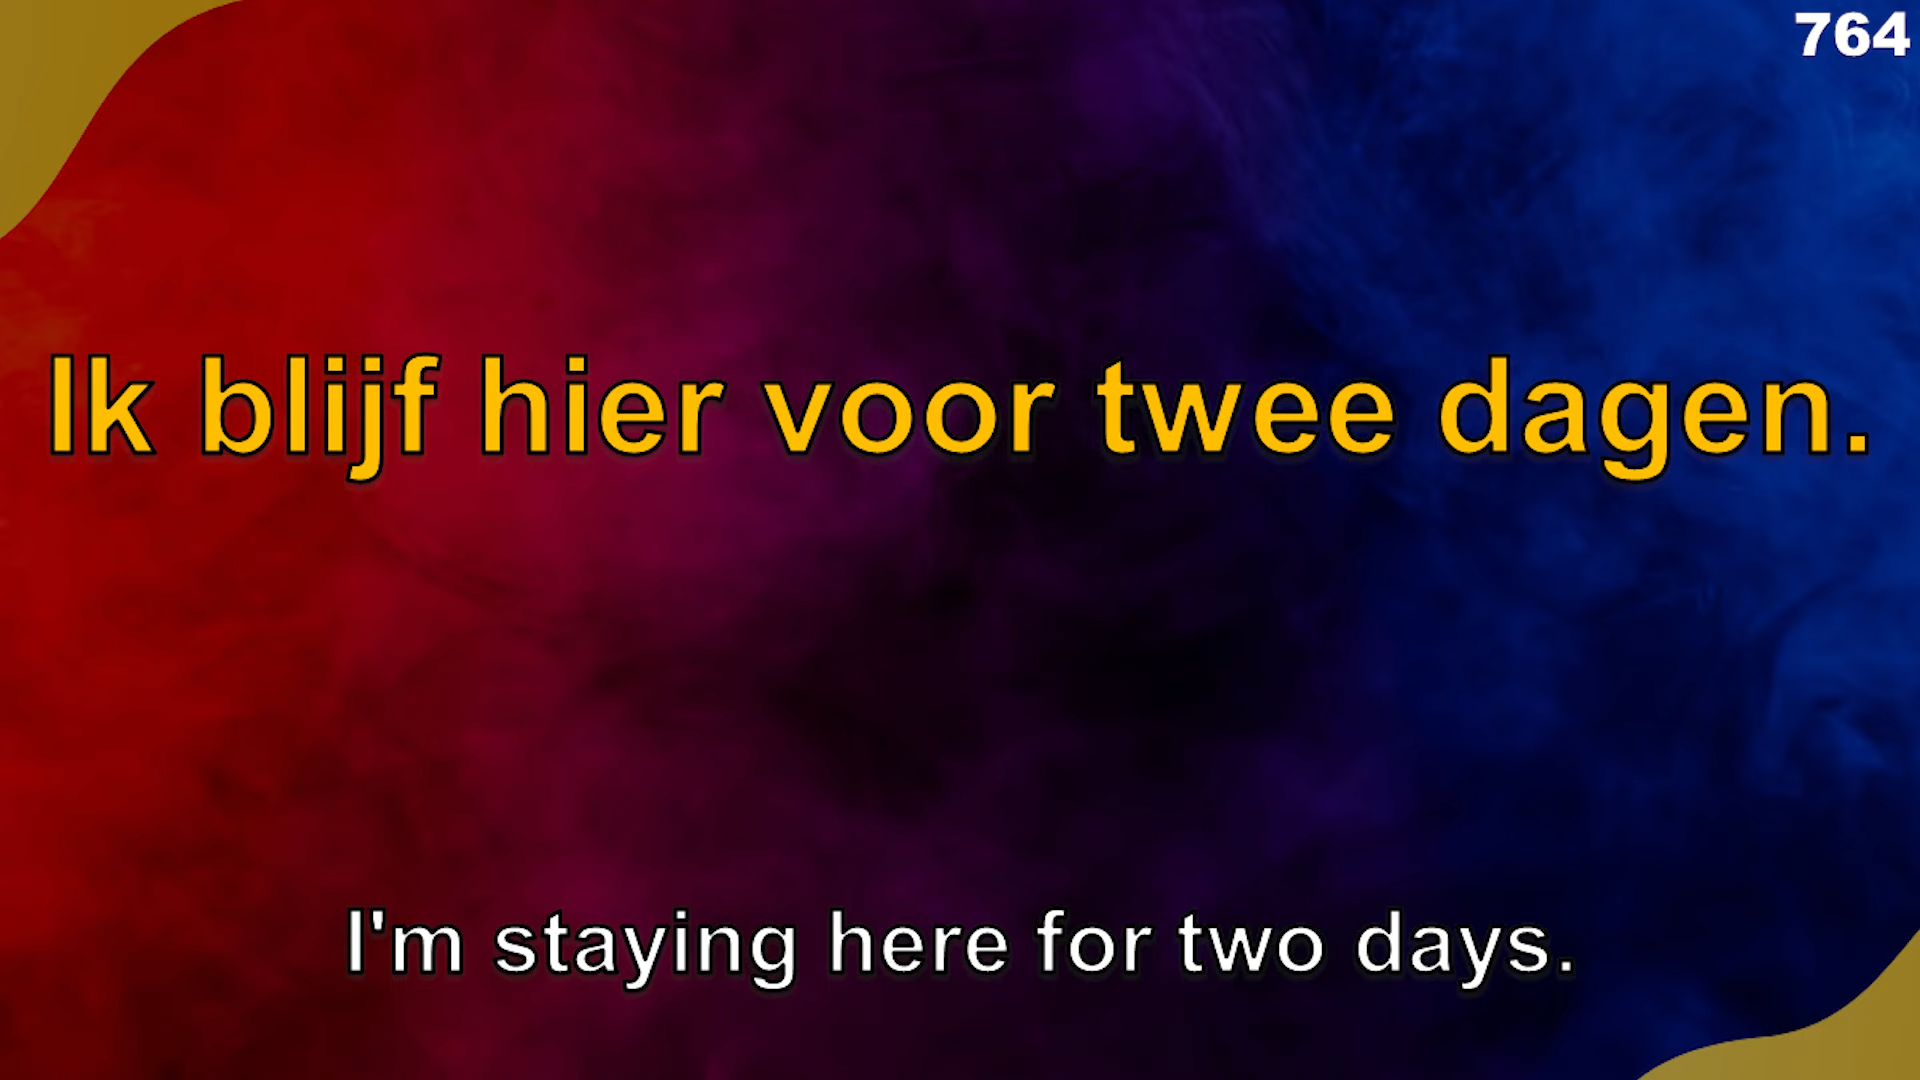 764
Ik blijf hier voor twee dagen.
I'm staying here for two days.